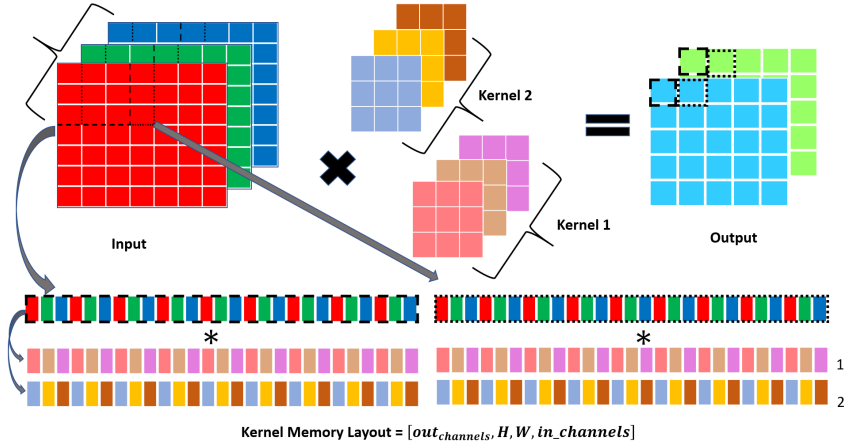 Kernel 2
Kernel 1
Input
Output
*
*
1
2
Kernel Memory Layout = [out_channels, H, W, in_channels]